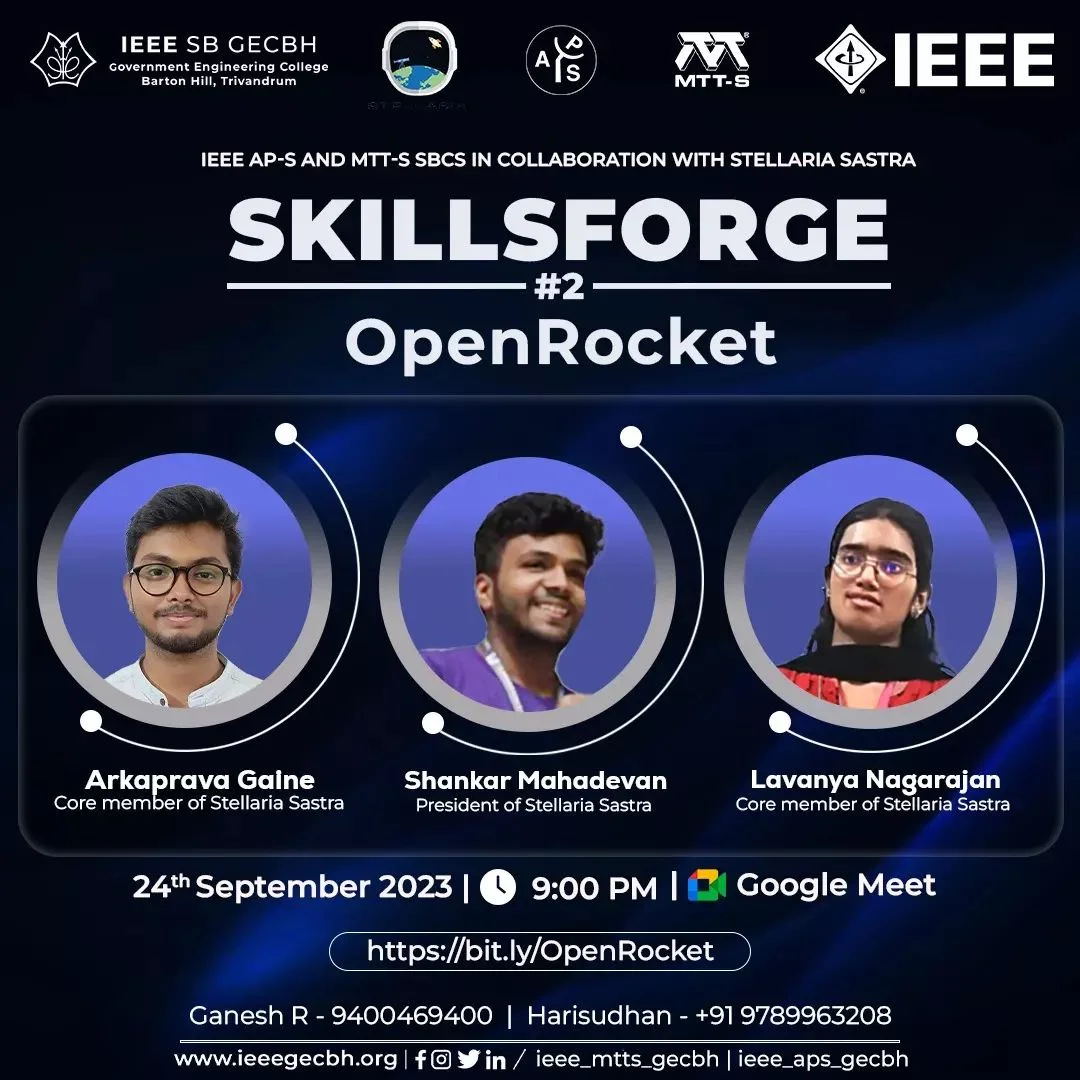 IEEE SB GECBH
Government Engineering College
Barton Hill, Trivandrum
A P S
MTT-S
IEEE
IEEE AP-S AND MTT-S SBCS IN COLLABORATION WITH STELLARIA SASTRA
SKILLSFORGE
#2
OpenRocket
Arkaprava Gaine
Core member of Stellaria Sastra
Shankar Mahadevan
President of Stellaria Sastra
Lavanya Nagarajan
Core member of Stellaria Sastra
24th September 2023 | 9:00 PM | Google Meet
https://bit.ly/OpenRocket
Ganesh R - 9400469400 | Harisudhan - +91 9789963208
www.ieeegecbh.org | / ieee_mtts_gecbh | ieee_aps_gecbh